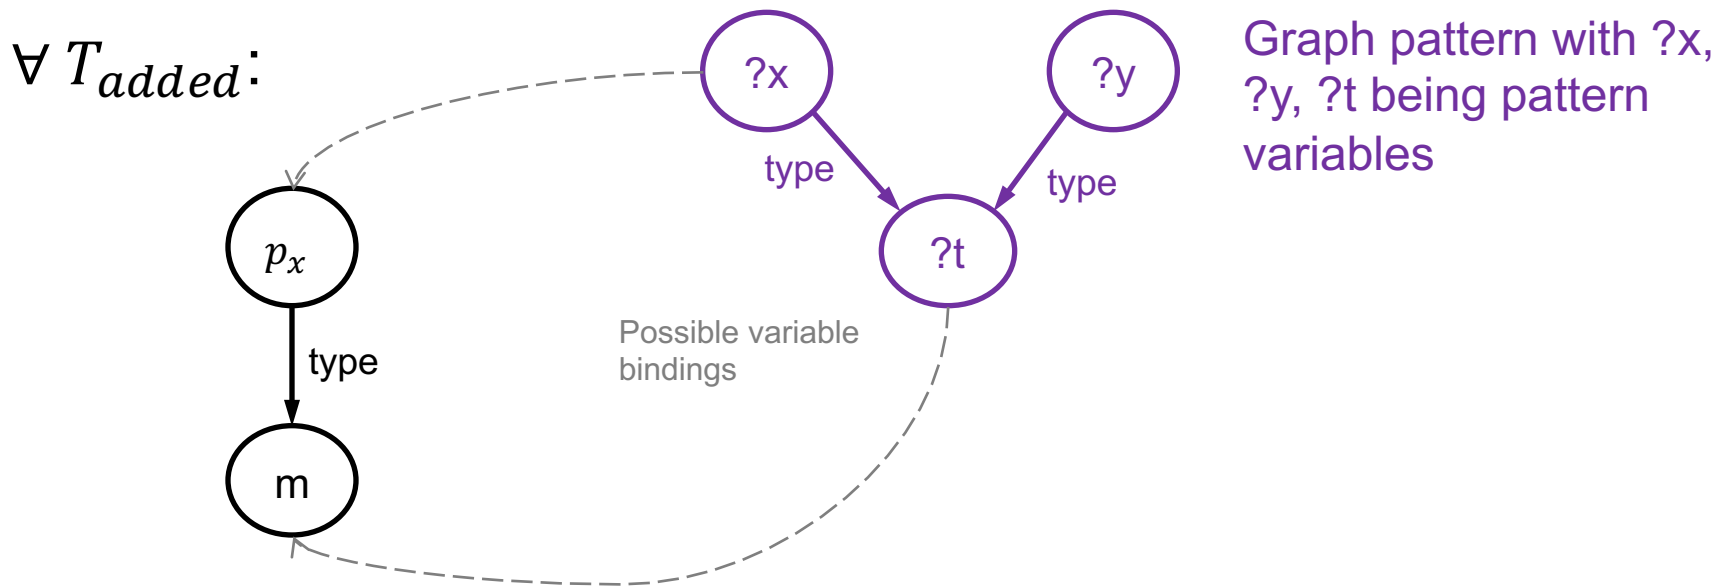 ∀ T_added:
?x
?y
Graph pattern with ?x,
?y, ?t being pattern
variables
type
type
p_x
?t
Possible variable
bindings
type
m